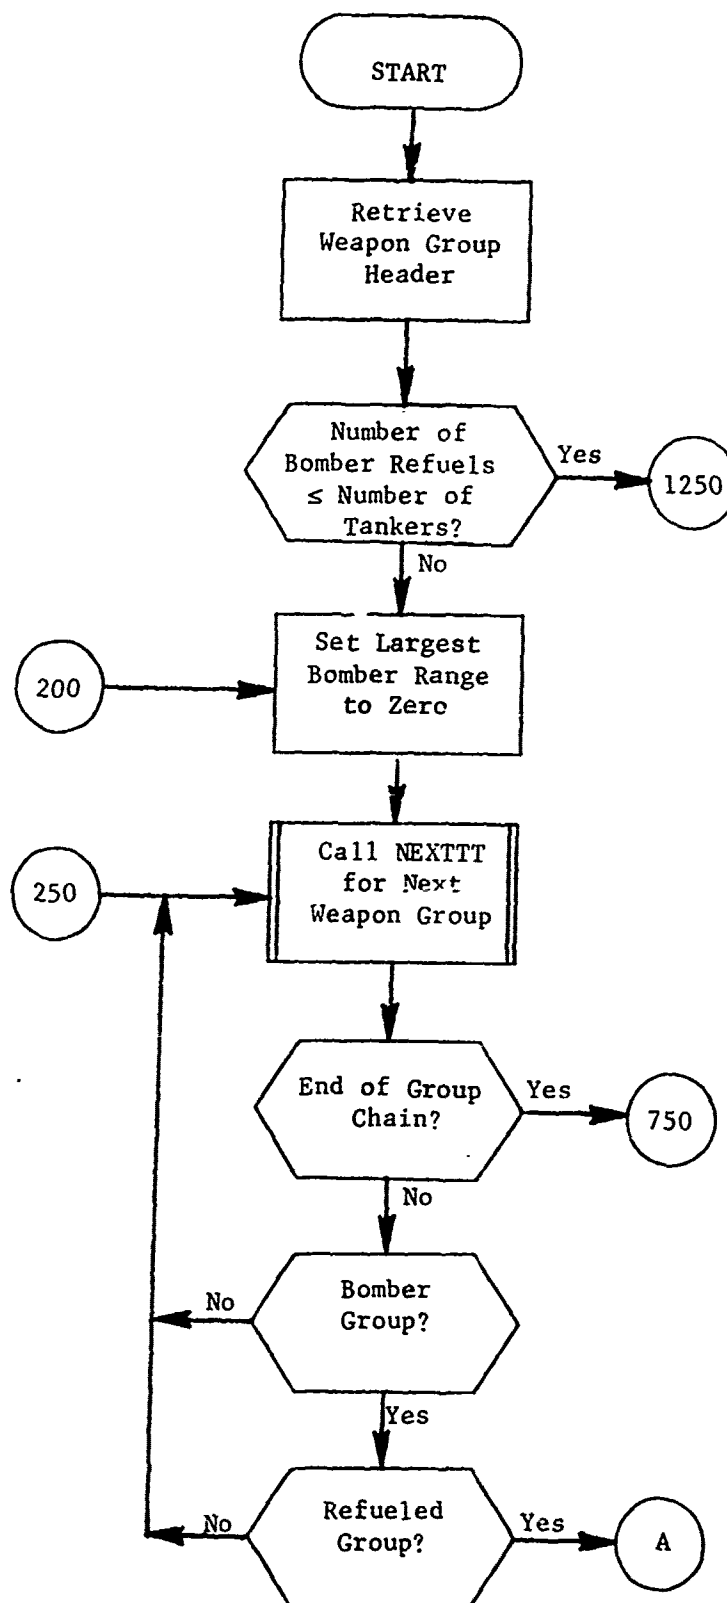 START
Retrieve
Weapon Group
Header
Number of
Bomber Refuels
≤ Number of
Tankers?
Yes
1250
No
Set Largest
Bomber Range
to Zero
200
Call NEXTTT
for Next
Weapon Group
250
End of Group
Chain?
Yes
750
No
Bomber
Group?
No
Yes
Refueled
Group?
No
Yes
A